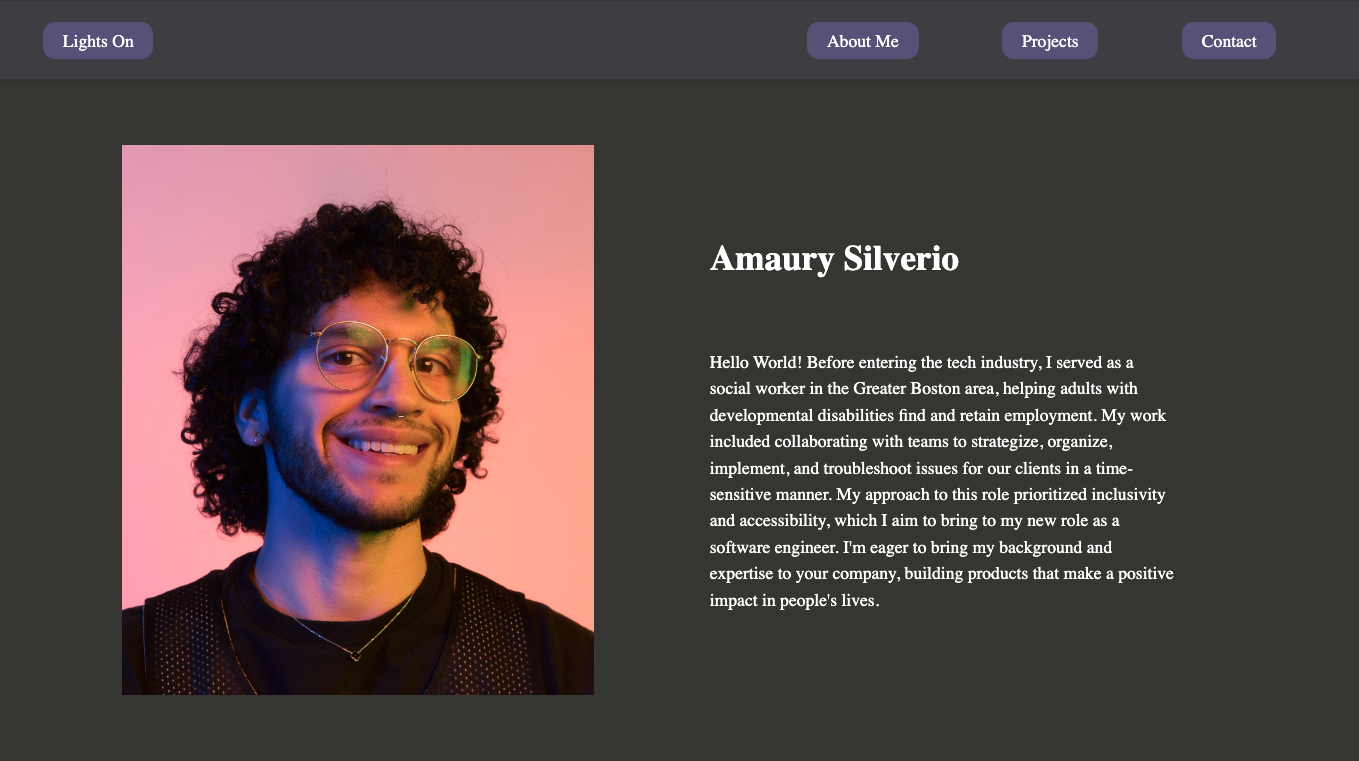 Lights On
About Me
Projects
Contact
Amaury Silverio
Hello World! Before entering the tech industry, I served as a
social worker in the Greater Boston area, helping adults with
developmental disabilities find and retain employment. My work
included collaborating with teams to strategize, organize,
implement, and troubleshoot issues for our clients in a time-
sensitive manner. My approach to this role prioritized inclusivity
and accessibility, which I aim to bring to my new role as a
software engineer. I'm eager to bring my background and
expertise to your company, building products that make a positive
impact in people's lives.